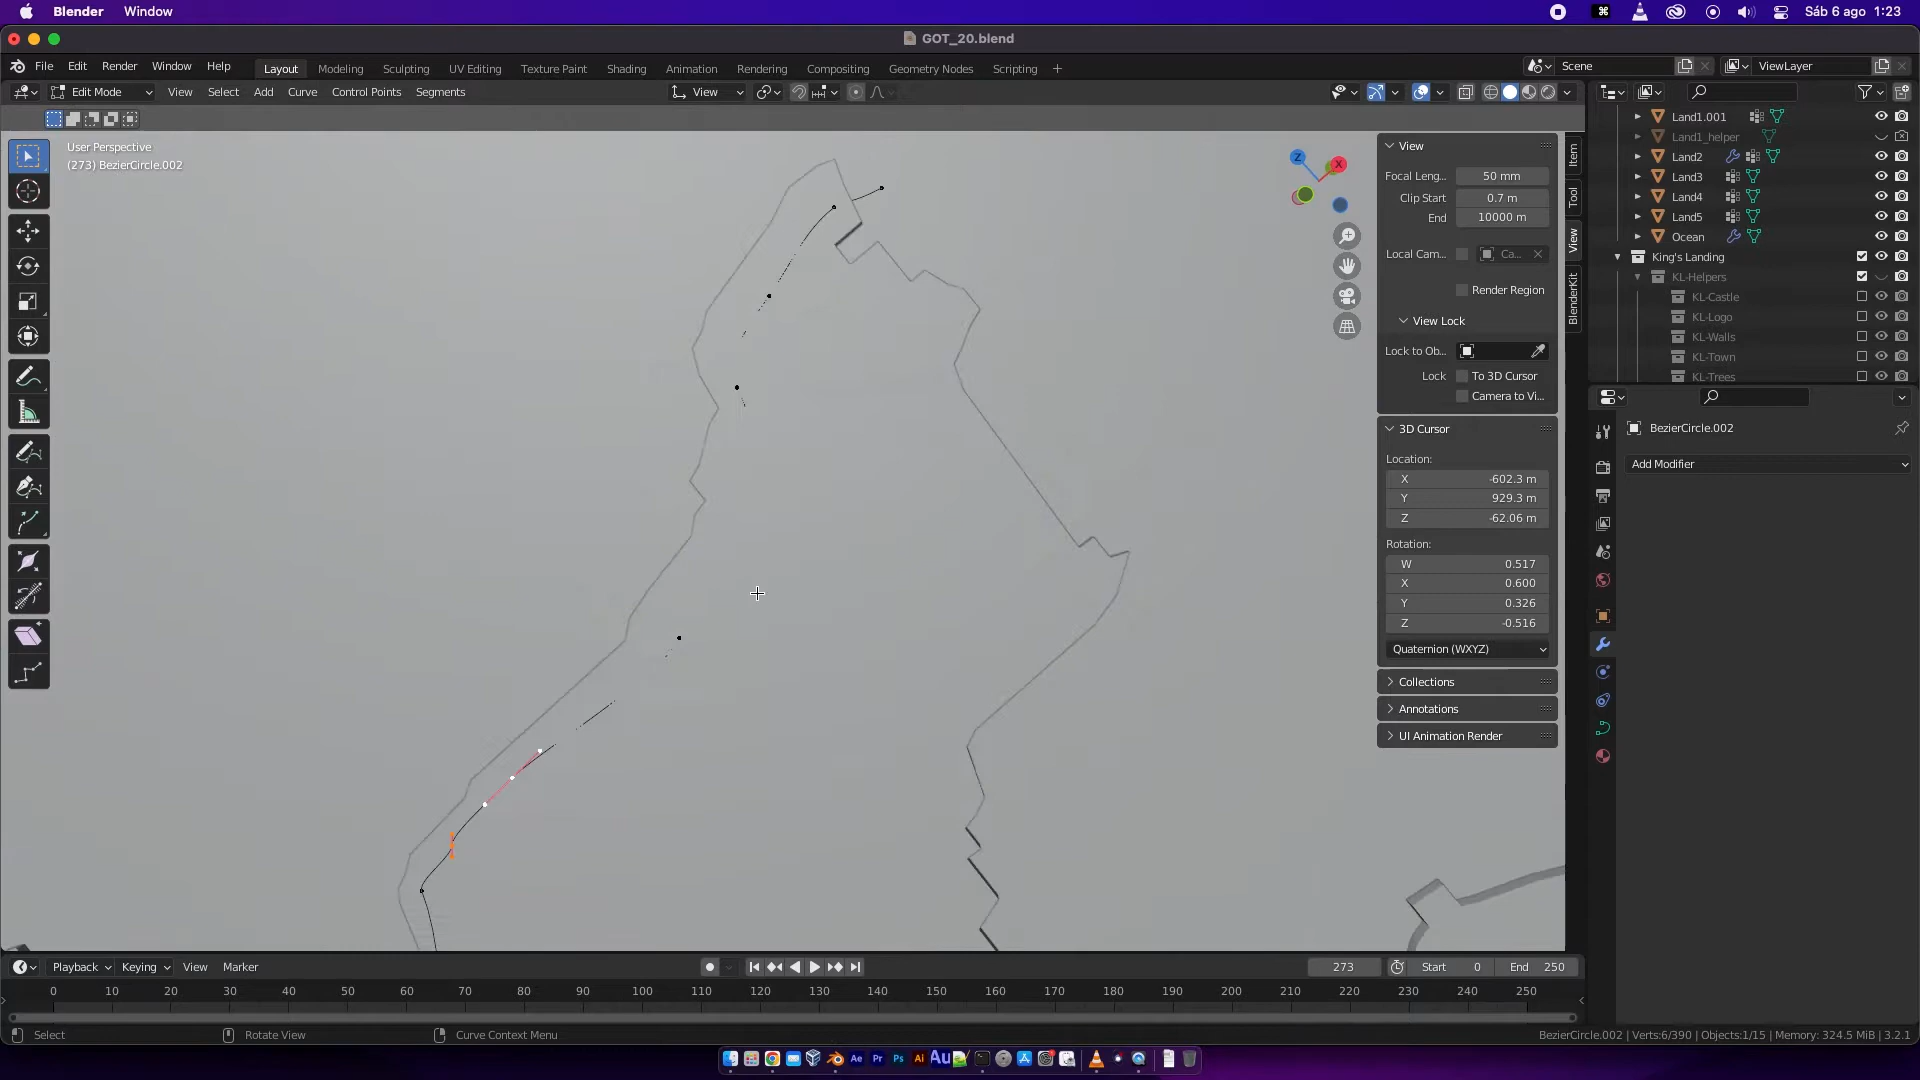 Blender Window Sáb 6 ago 1:23
GOT_20.blend
File Edit Render Window Help Layout Modeling Sculpting UV Editing Texture Paint Shading Animation Rendering Compositing Geometry Nodes Scripting + Scene ViewLayer
Edit Mode View Select Add Curve Control Points Segments View
User Perspective
(273) BezierCircle.002
View
Focal Leng... 50 mm
Clip Start 0.7 m
End 10000 m
Local Cam... Ca...
Render Region
View Lock
Lock to Ob...
Lock To 3D Cursor
Camera to Vi...
3D Cursor
Location:
X -602.3 m
Y 929.3 m
Z -62.06 m
Rotation:
W 0.517
X 0.600
Y 0.326
Z -0.516
Quaternion (WXYZ)
Collections
Annotations
UI Animation Render
Item
Tool
View
BlenderKit
Z X
Land1.001
Land1_helper
Land2
Land3
Land4
Land5
Ocean
King's Landing
KL-Helpers
KL-Castle
KL-Logo
KL-Walls
KL-Town
KL-Trees
BezierCircle.002
Add Modifier
Playback Keying View Marker 273 Start 0 End 250
0 10 20 30 40 50 60 70 80 90 100 110 120 130 140 150 160 170 180 190 200 210 220 230 240 250
Select Rotate View Curve Context Menu BezierCircle.002 | Verts:6/390 | Objects:1/15 | Memory: 324.5 MiB | 3.2.1
Ae Pr Ps Ai Au